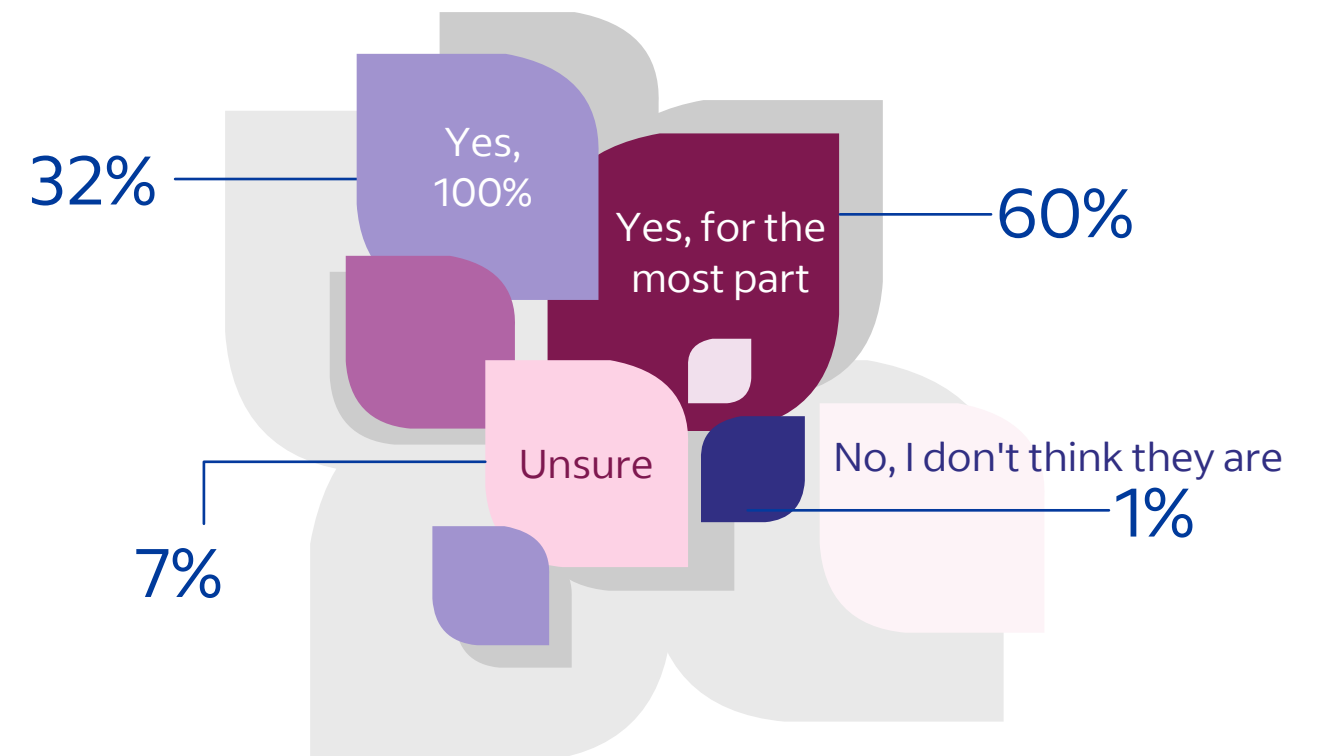 Yes,
100%
32%
Yes, for the
most part
60%
Unsure
7%
No, I don't think they are
1%